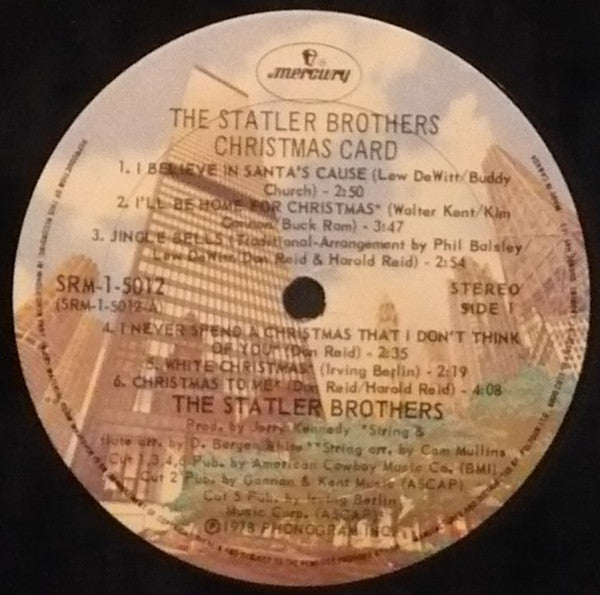 mercury
THE STATLER BROTHERS
CHRISTMAS CARD
1. I BELIEVE IN SANTA'S CAUSE (Lew DeWitt/Buddy
Church) - 2:50
2. I'LL BE HOME FOR CHRISTMAS* (Walter Kent/Kim
Gannon/Buck Ram) - 3:47
3. JINGLE BELLS (Traditional-Arrangement by Phil Balsley
Lew DeWitt/Don Reid & Harold Reid) - 2:54
SRM-1-5012
(SRM-1-5012-A)
STEREO
SIDE 1
4. I NEVER SPEND A CHRISTMAS THAT I DON'T THINK
OF YOU* (Don Reid) - 2:35
5. WHITE CHRISTMAS* (Irving Berlin) - 2:19
6. CHRISTMAS TO ME* (Don Reid/Harold Reid) - 4:08
THE STATLER BROTHERS
Prod. by Jerry Kennedy *String &
flute arr. by D. Bergen White **String arr. by Cam Mullins
Cut 1,3,4,6 Pub. by American Cowboy Music Co. (BMI)
Cut 2 Pub. by Gannon & Kent Music (ASCAP)
Cut 5 Pub. by Irving Berlin
Music Corp. (ASCAP)
Ⓟ 1978 PHONOGRAM INC.